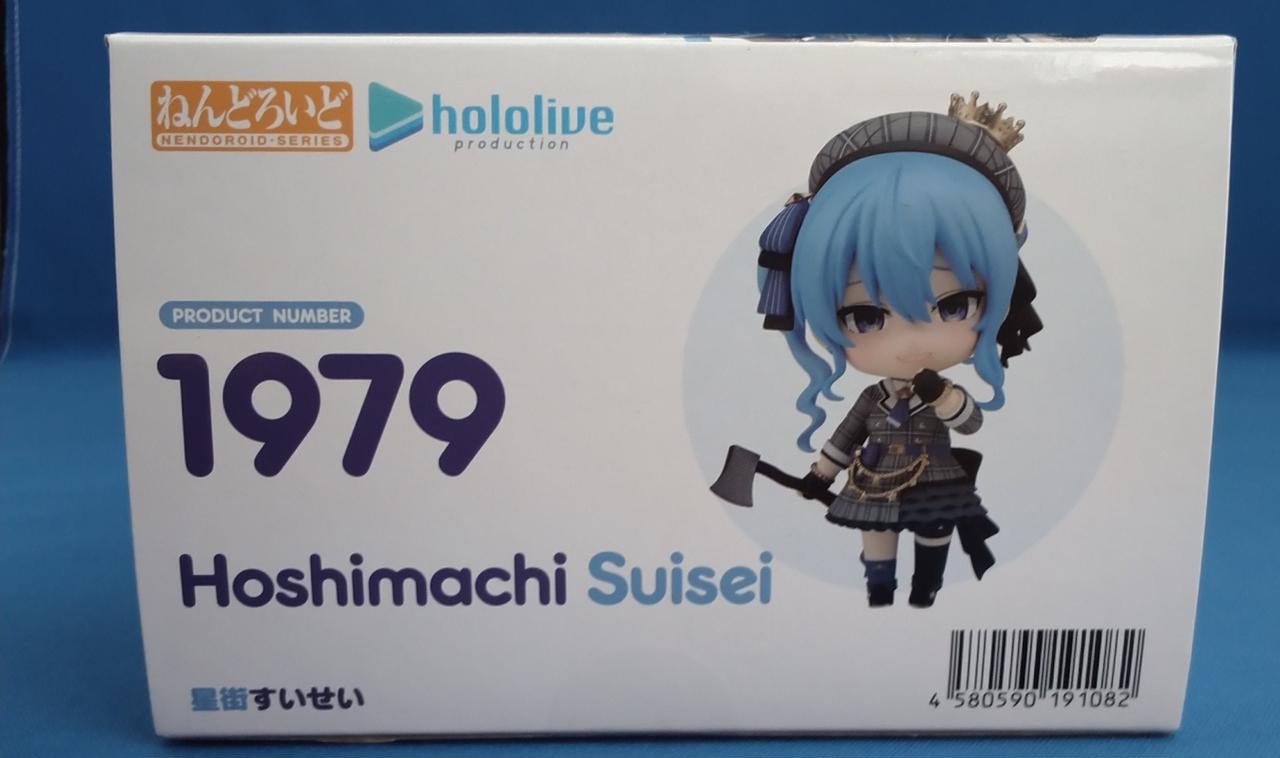 ねんどろいど
NENDOROID・SERIES
hololive
production
PRODUCT NUMBER
1979
Hoshimachi Suisei
星街すいせい
4 580590 191082